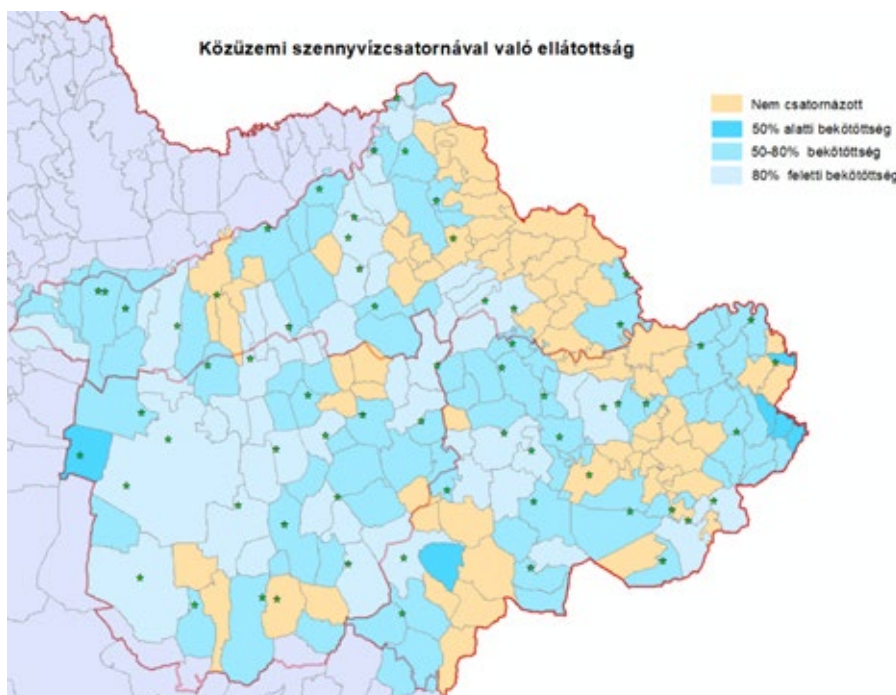 Közüzemi szennyvízcsatornával való ellátottság
Nem csatornázott
50% alatti bekötöttség
50-80% bekötöttség
80% feletti bekötöttség